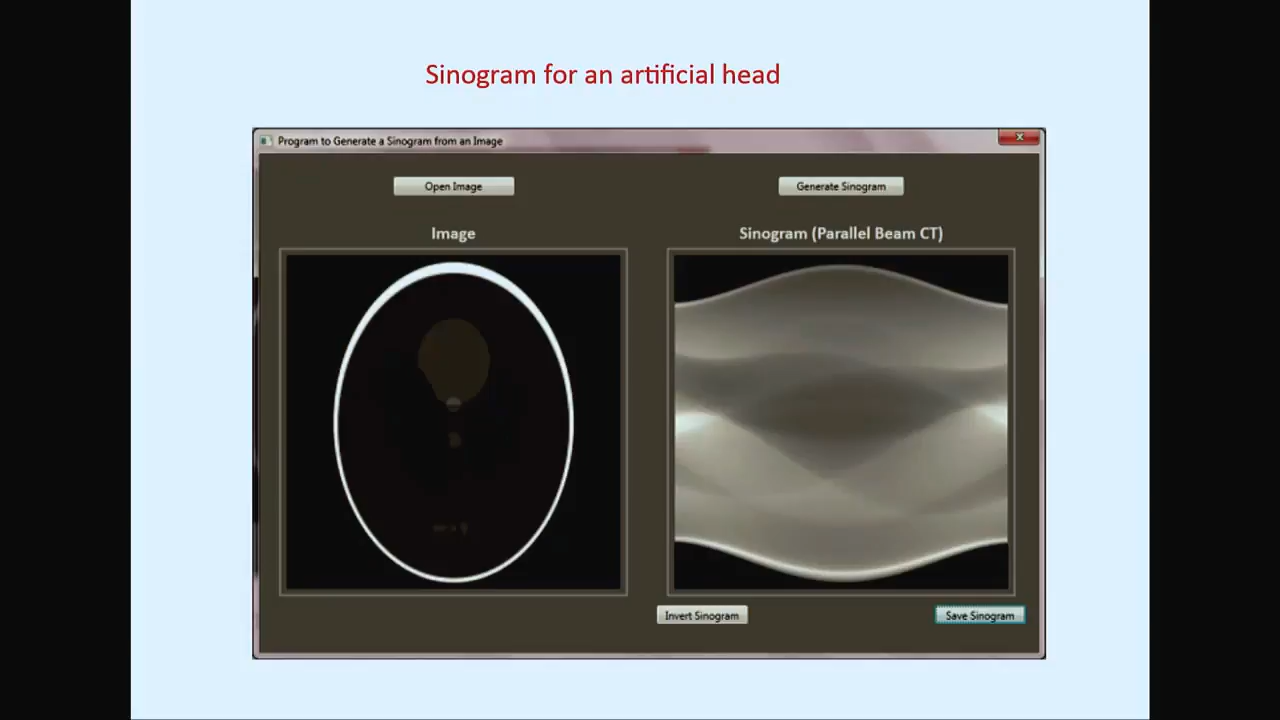 Sinogram for an artificial head
Program to Generate a Sinogram from an Image
Open Image
Generate Sinogram
Image
Sinogram (Parallel Beam CT)
Invert Sinogram
Save Sinogram